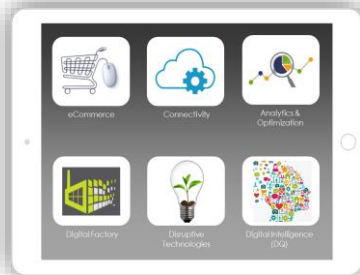 eCommerce
Connectivity
Analytics &
Optimization
Digital Factory
Disruptive
Technologies
Digital Intelligence
(DQ)